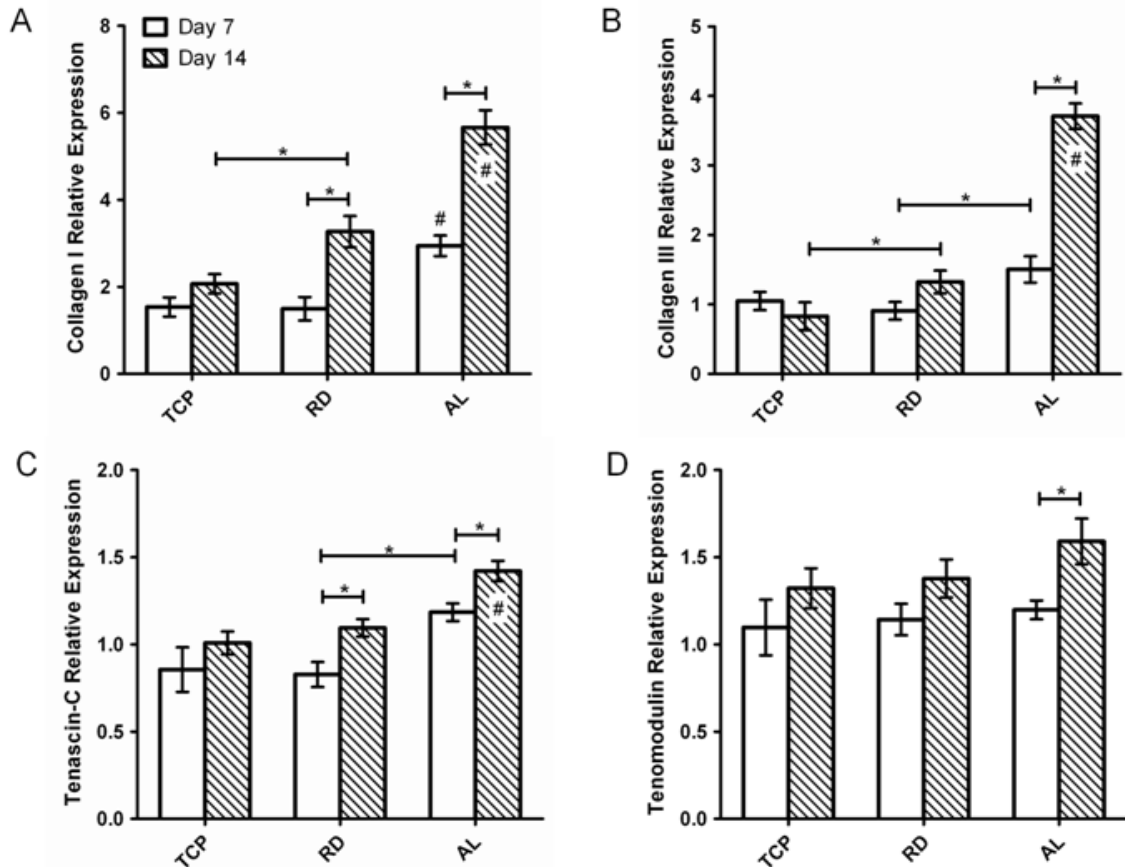 A
Collagen I Relative Expression
8
6
4
2
0
Day 7
Day 14
*
*
*
#
#
TCP
RD
AL
B
Collagen III Relative Expression
5
4
3
2
1
0
*
*
*
#
TCP
RD
AL
C
Tenascin-C Relative Expression
2.0
1.5
1.0
0.5
0.0
*
*
*
#
TCP
RD
AL
D
Tenomodulin Relative Expression
2.0
1.5
1.0
0.5
0.0
*
TCP
RD
AL